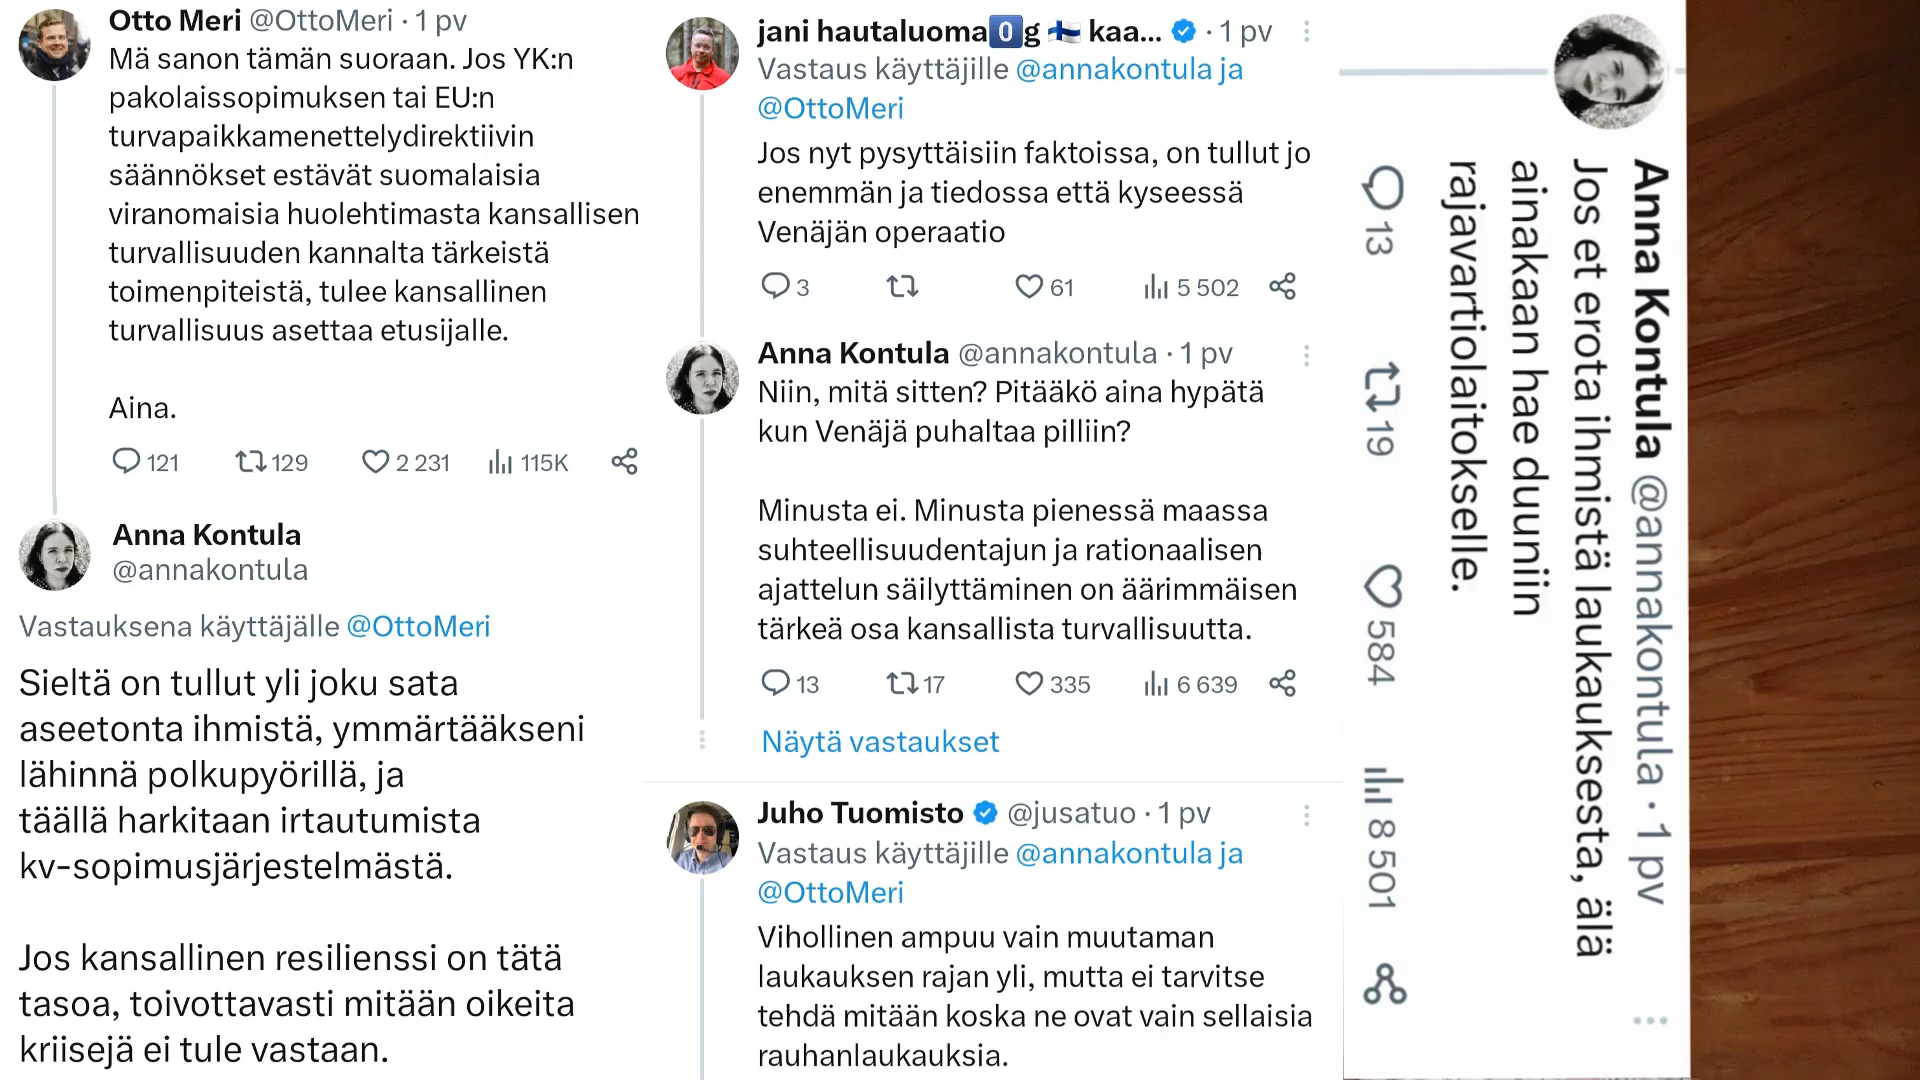 Otto Meri @OttoMeri · 1 pv
Mä sanon tämän suoraan. Jos YK:n
pakolaissopimuksen tai EU:n
turvapaikkamenettelydirektiivin
säännökset estävät suomalaisia
viranomaisia huolehtimasta kansallisen
turvallisuuden kannalta tärkeistä
toimenpiteistä, tulee kansallinen
turvallisuus asettaa etusijalle.
Aina.
121 129 2 231 115K
Anna Kontula
@annakontula
Vastauksena käyttäjälle @OttoMeri
Sieltä on tullut yli joku sata
aseetonta ihmistä, ymmärtääkseni
lähinnä polkupyörillä, ja
täällä harkitaan irtautumista
kv-sopimusjärjestelmästä.
Jos kansallinen resilienssi on tätä
tasoa, toivottavasti mitään oikeita
kriisejä ei tule vastaan.
jani hautaluoma0g 🇫🇮 kaa... · 1 pv
Vastaus käyttäjille @annakontula ja
@OttoMeri
Jos nyt pysyttäisiin faktoissa, on tullut jo
enemmän ja tiedossa että kyseessä
Venäjän operaatio
3 61 5 502
Anna Kontula @annakontula · 1 pv
Niin, mitä sitten? Pitääkö aina hypätä
kun Venäjä puhaltaa pilliin?
Minusta ei. Minusta pienessä maassa
suhteellisuudentajun ja rationaalisen
ajattelun säilyttäminen on äärimmäisen
tärkeä osa kansallista turvallisuutta.
13 17 335 6 639
Näytä vastaukset
Juho Tuomisto @jusatuo · 1 pv
Vastaus käyttäjille @annakontula ja
@OttoMeri
Vihollinen ampuu vain muutaman
laukauksen rajan yli, mutta ei tarvitse
tehdä mitään koska ne ovat vain sellaisia
rauhanlaukauksia.
Anna Kontula @annakontula · 1 pv
Jos et erota ihmistä laukauksesta, älä
ainakaan hae duuniin
rajavartiolaitokselle.
13 19 584 8 501